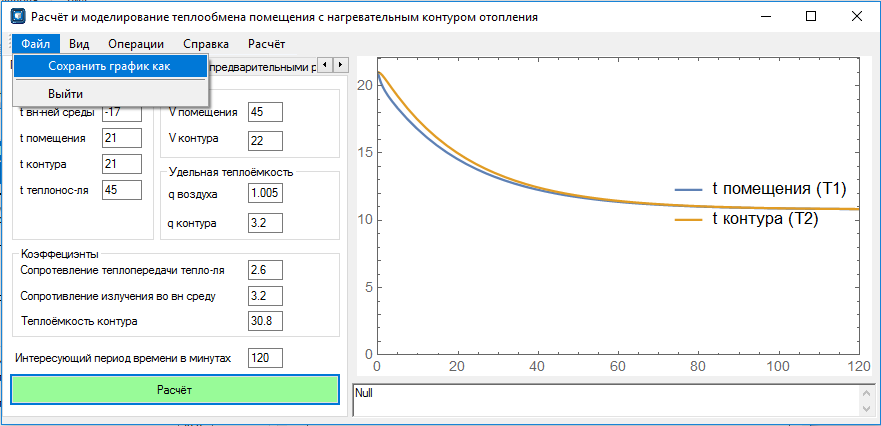 Расчёт и моделирование теплообмена помещения с нагревательным контуром отопления
Файл Вид Операции Справка Расчёт
Сохранить график как
Выйти
предварительными р
t вн-ней среды -17
t помещения 21
t контура 21
t теплонос-ля 45
V помещения 45
V контура 22
Удельная теплоёмкость
q воздуха 1.005
q контура 3.2
Коэффециэнты
Сопротевление теплопередачи тепло-ля 2.6
Сопротивление излучения во вн среду 3.2
Теплоёмкость контура 30.8
Интересующий период времени в минутах 120
Расчёт
20
15
10
5
0
0 20 40 60 80 100 120
t помещения (T1)
t контура (T2)
Null